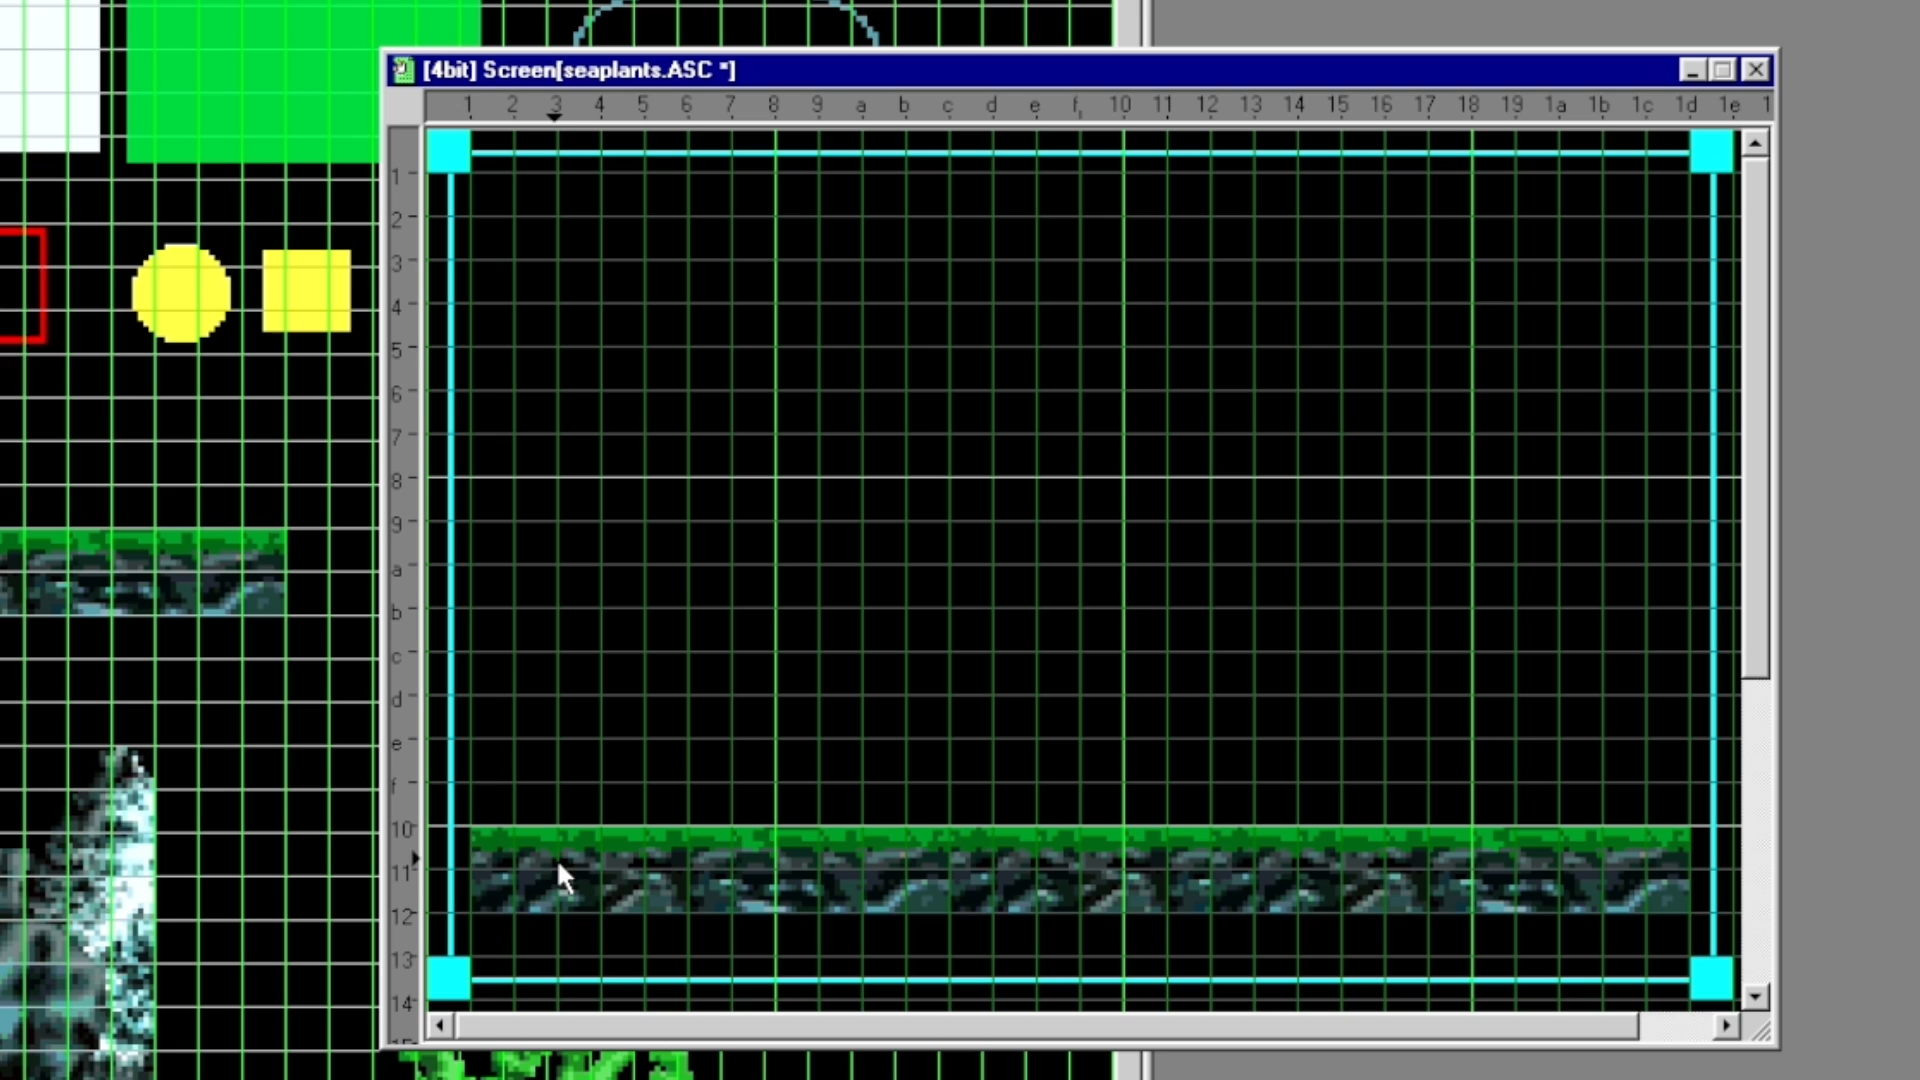 [4bit] Screen[seaplants.ASC *]
1 2 3 4 5 6 7 8 9 a b c d e f 10 11 12 13 14 15 16 17 18 19 1a 1b 1c 1d 1e 1
1
2
3
4
5
6
7
8
9
a
b
c
d
e
f
10
11
12
13
14